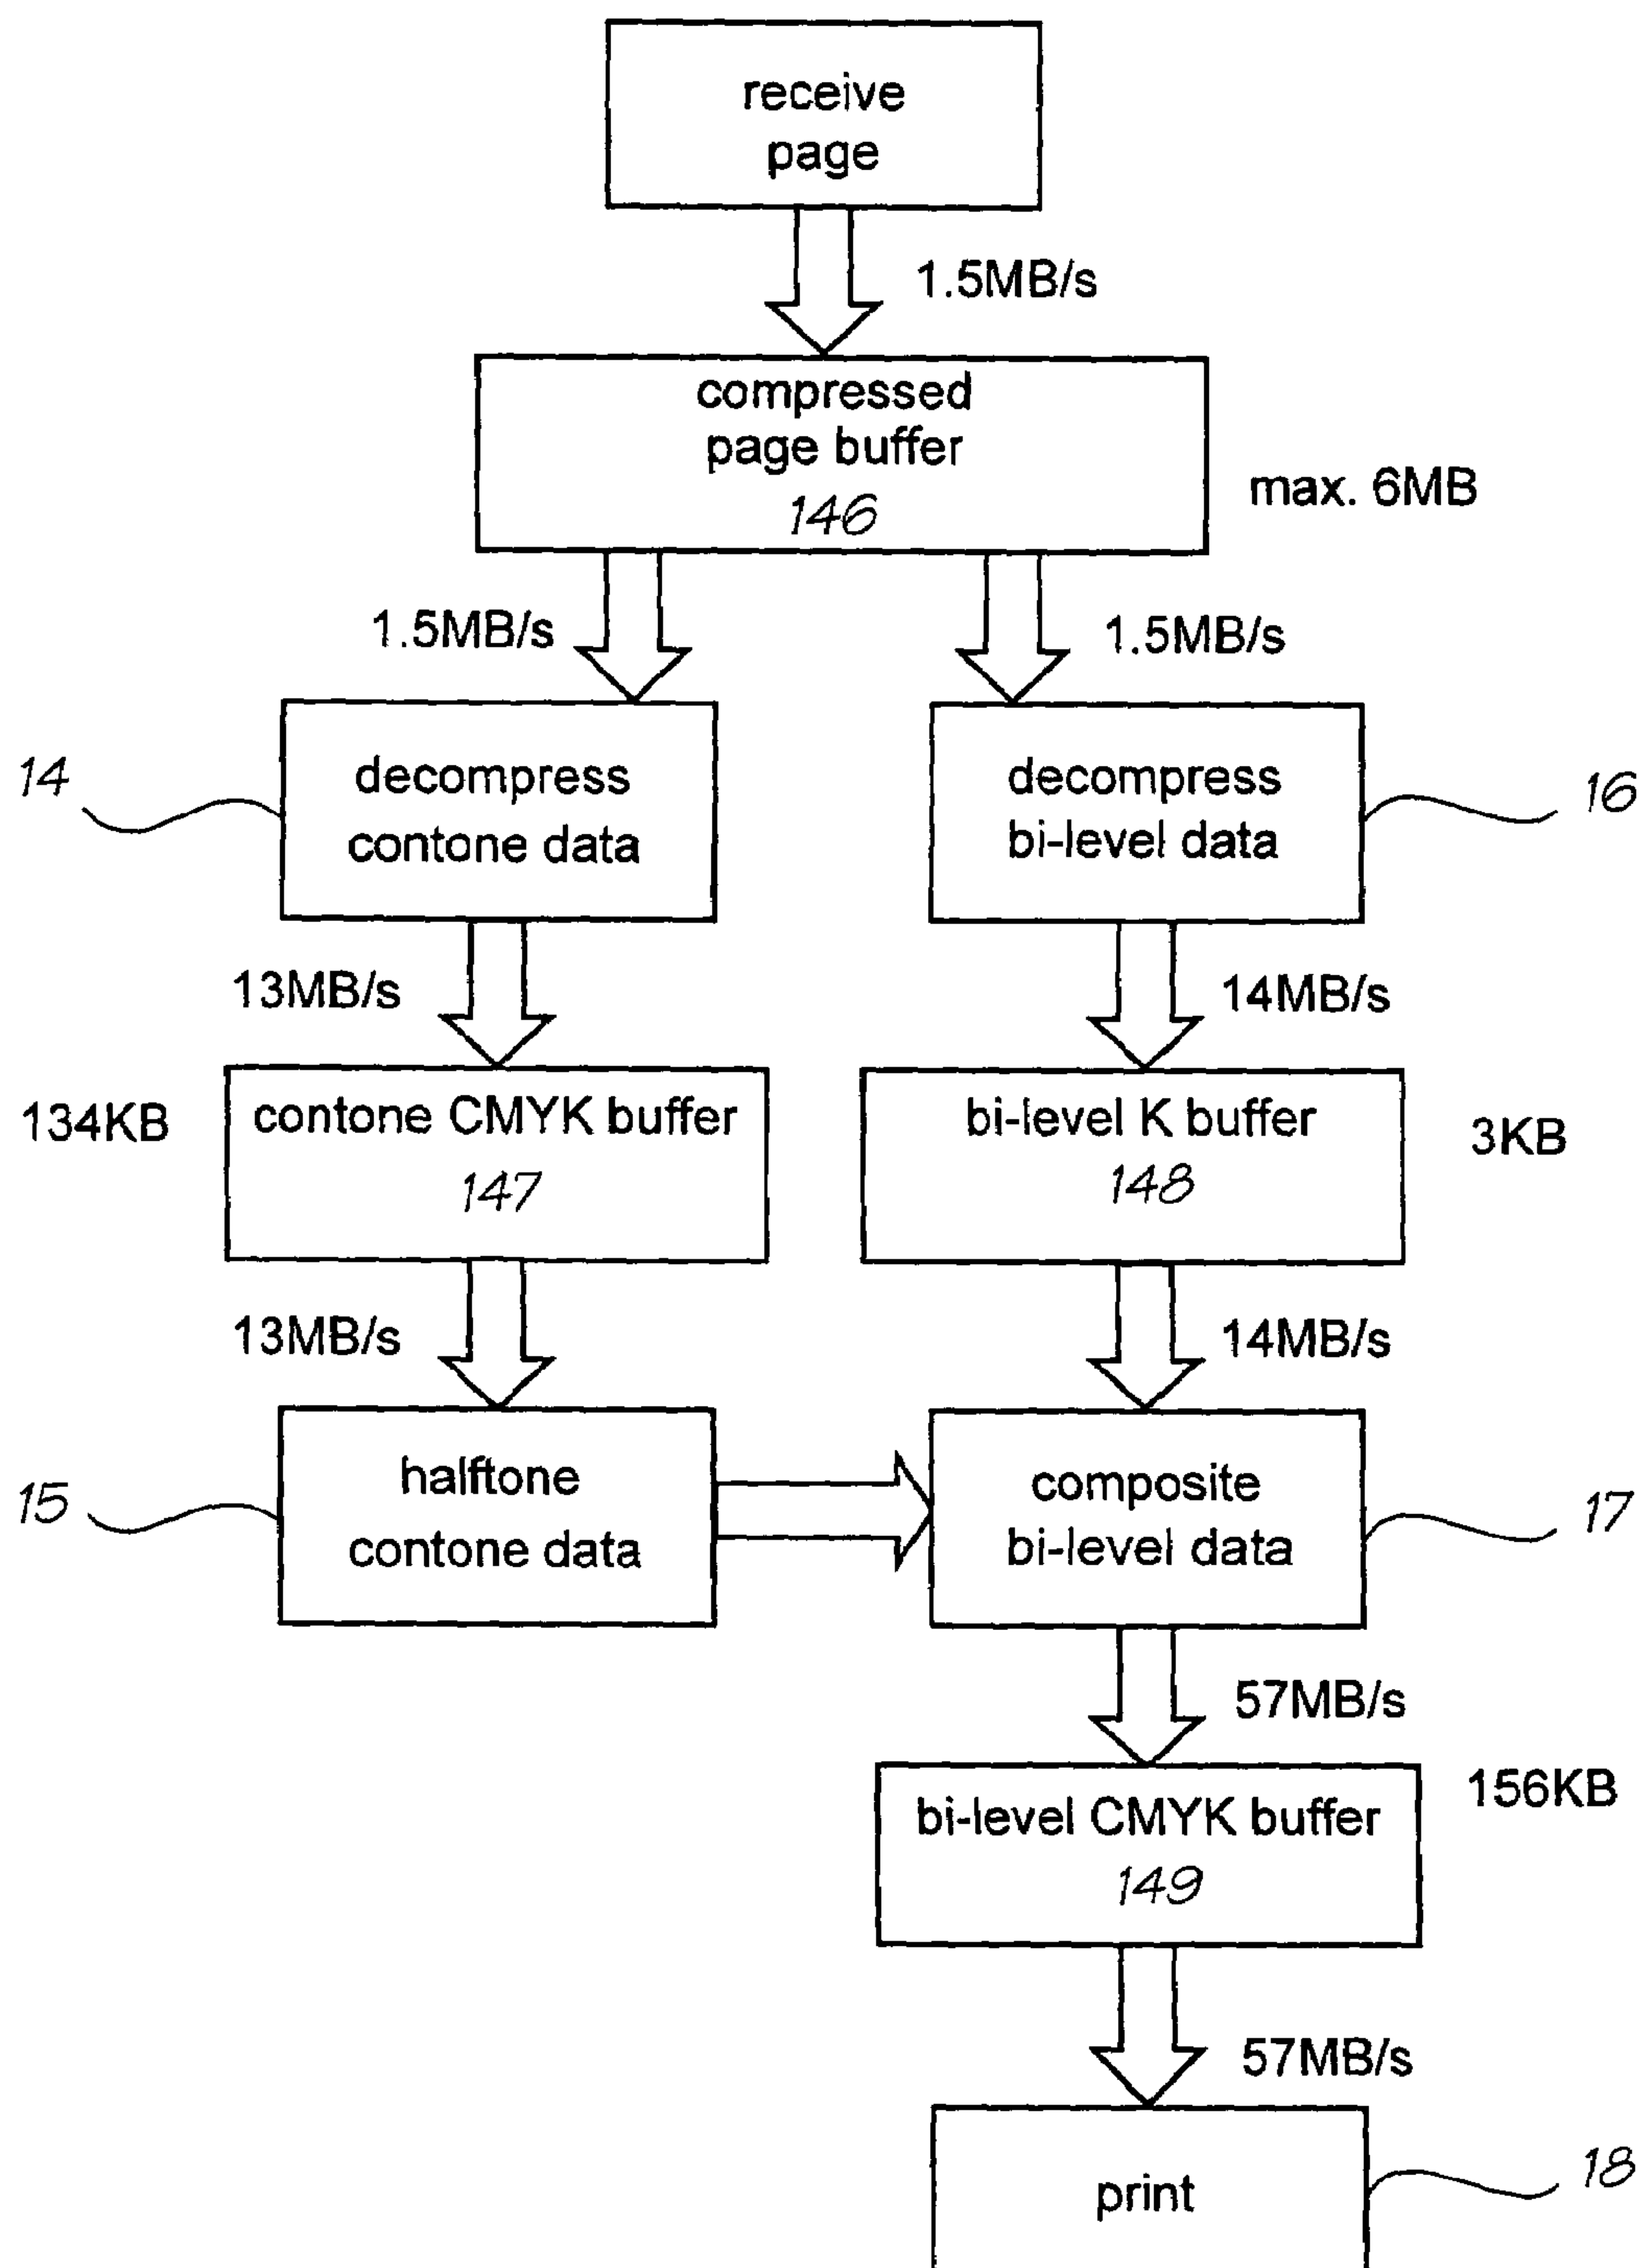 receive
page
1.5MB/s
compressed
page buffer
146
max. 6MB
1.5MB/s
1.5MB/s
14
decompress
contone data
decompress
bi-level data
16
13MB/s
14MB/s
134KB
contone CMYK buffer
147
bi-level K buffer
148
3KB
13MB/s
14MB/s
15
halftone
contone data
composite
bi-level data
17
57MB/s
bi-level CMYK buffer
149
156KB
57MB/s
print
18